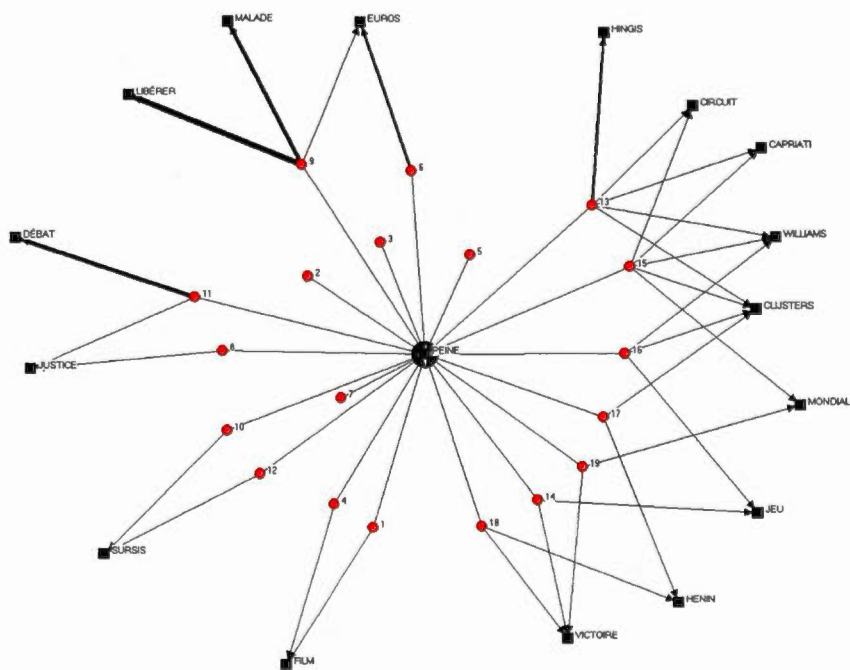 MALADE
EUROS
HINGIS
LIBÉRER
CIRCUIT
CAPRIATI
9
6
13
DÉBAT
3
5
WILLIAMS
2
15
11
CLIJSTERS
8
PEINE
16
JUSTICE
7
MONDIAL
10
17
12
19
4
14
JEU
1
18
SURSIS
HENIN
VICTOIRE
FILM